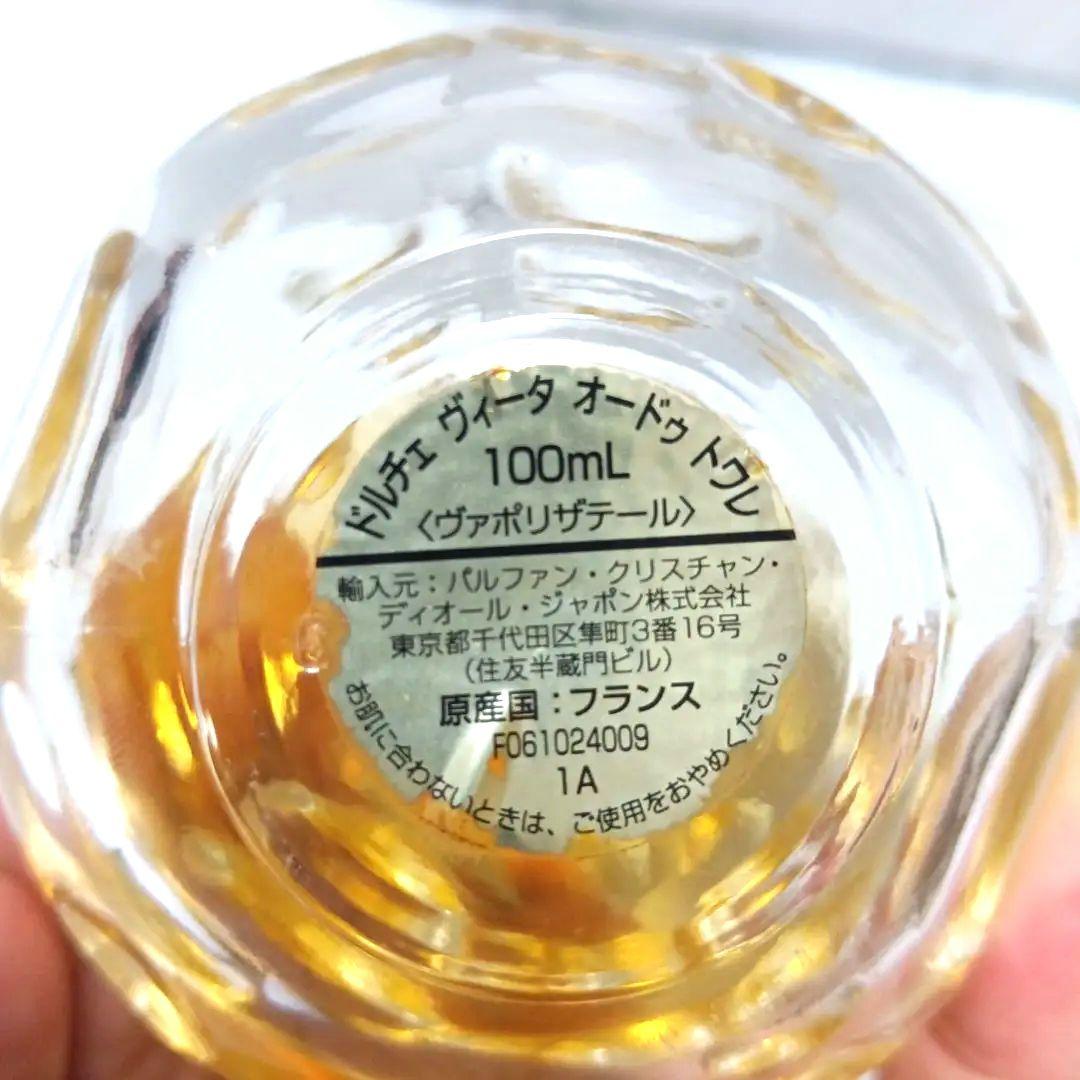 ドルチェ ヴィータ オードゥ トワレ
100mL
〈ヴァポリザテール〉
輸入元：パルファン・クリスチャン・
ディオール・ジャポン株式会社
東京都千代田区隼町3番16号
(住友半蔵門ビル)
原産国：フランス
F061024009
1A
お肌に合わないときは、ご使用をおやめください。